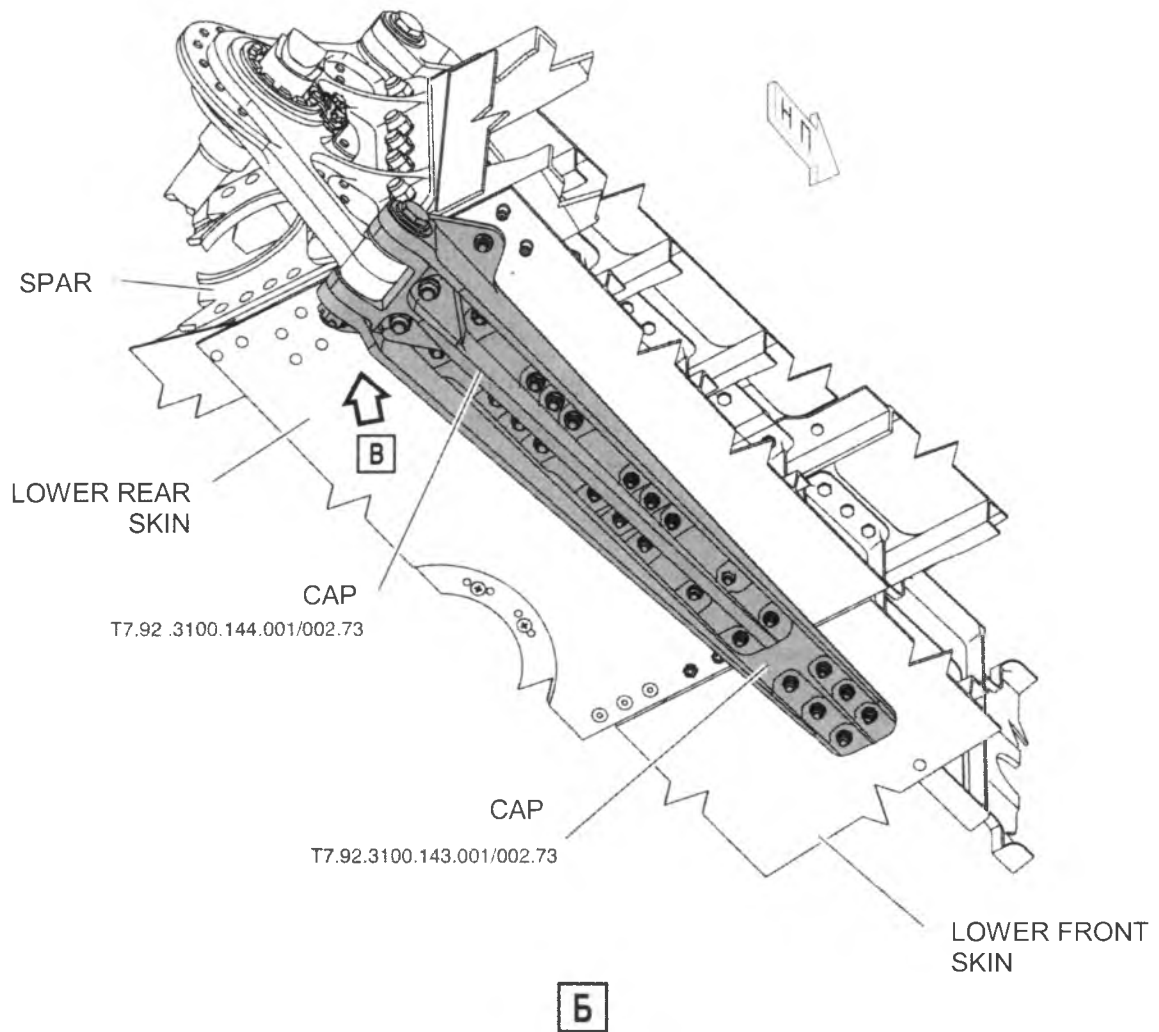 НП
SPAR
В
LOWER REAR
SKIN
CAP
T7.92 .3100.144.001/002.73
CAP
T7.92.3100.143.001/002.73
LOWER FRONT
SKIN
Б